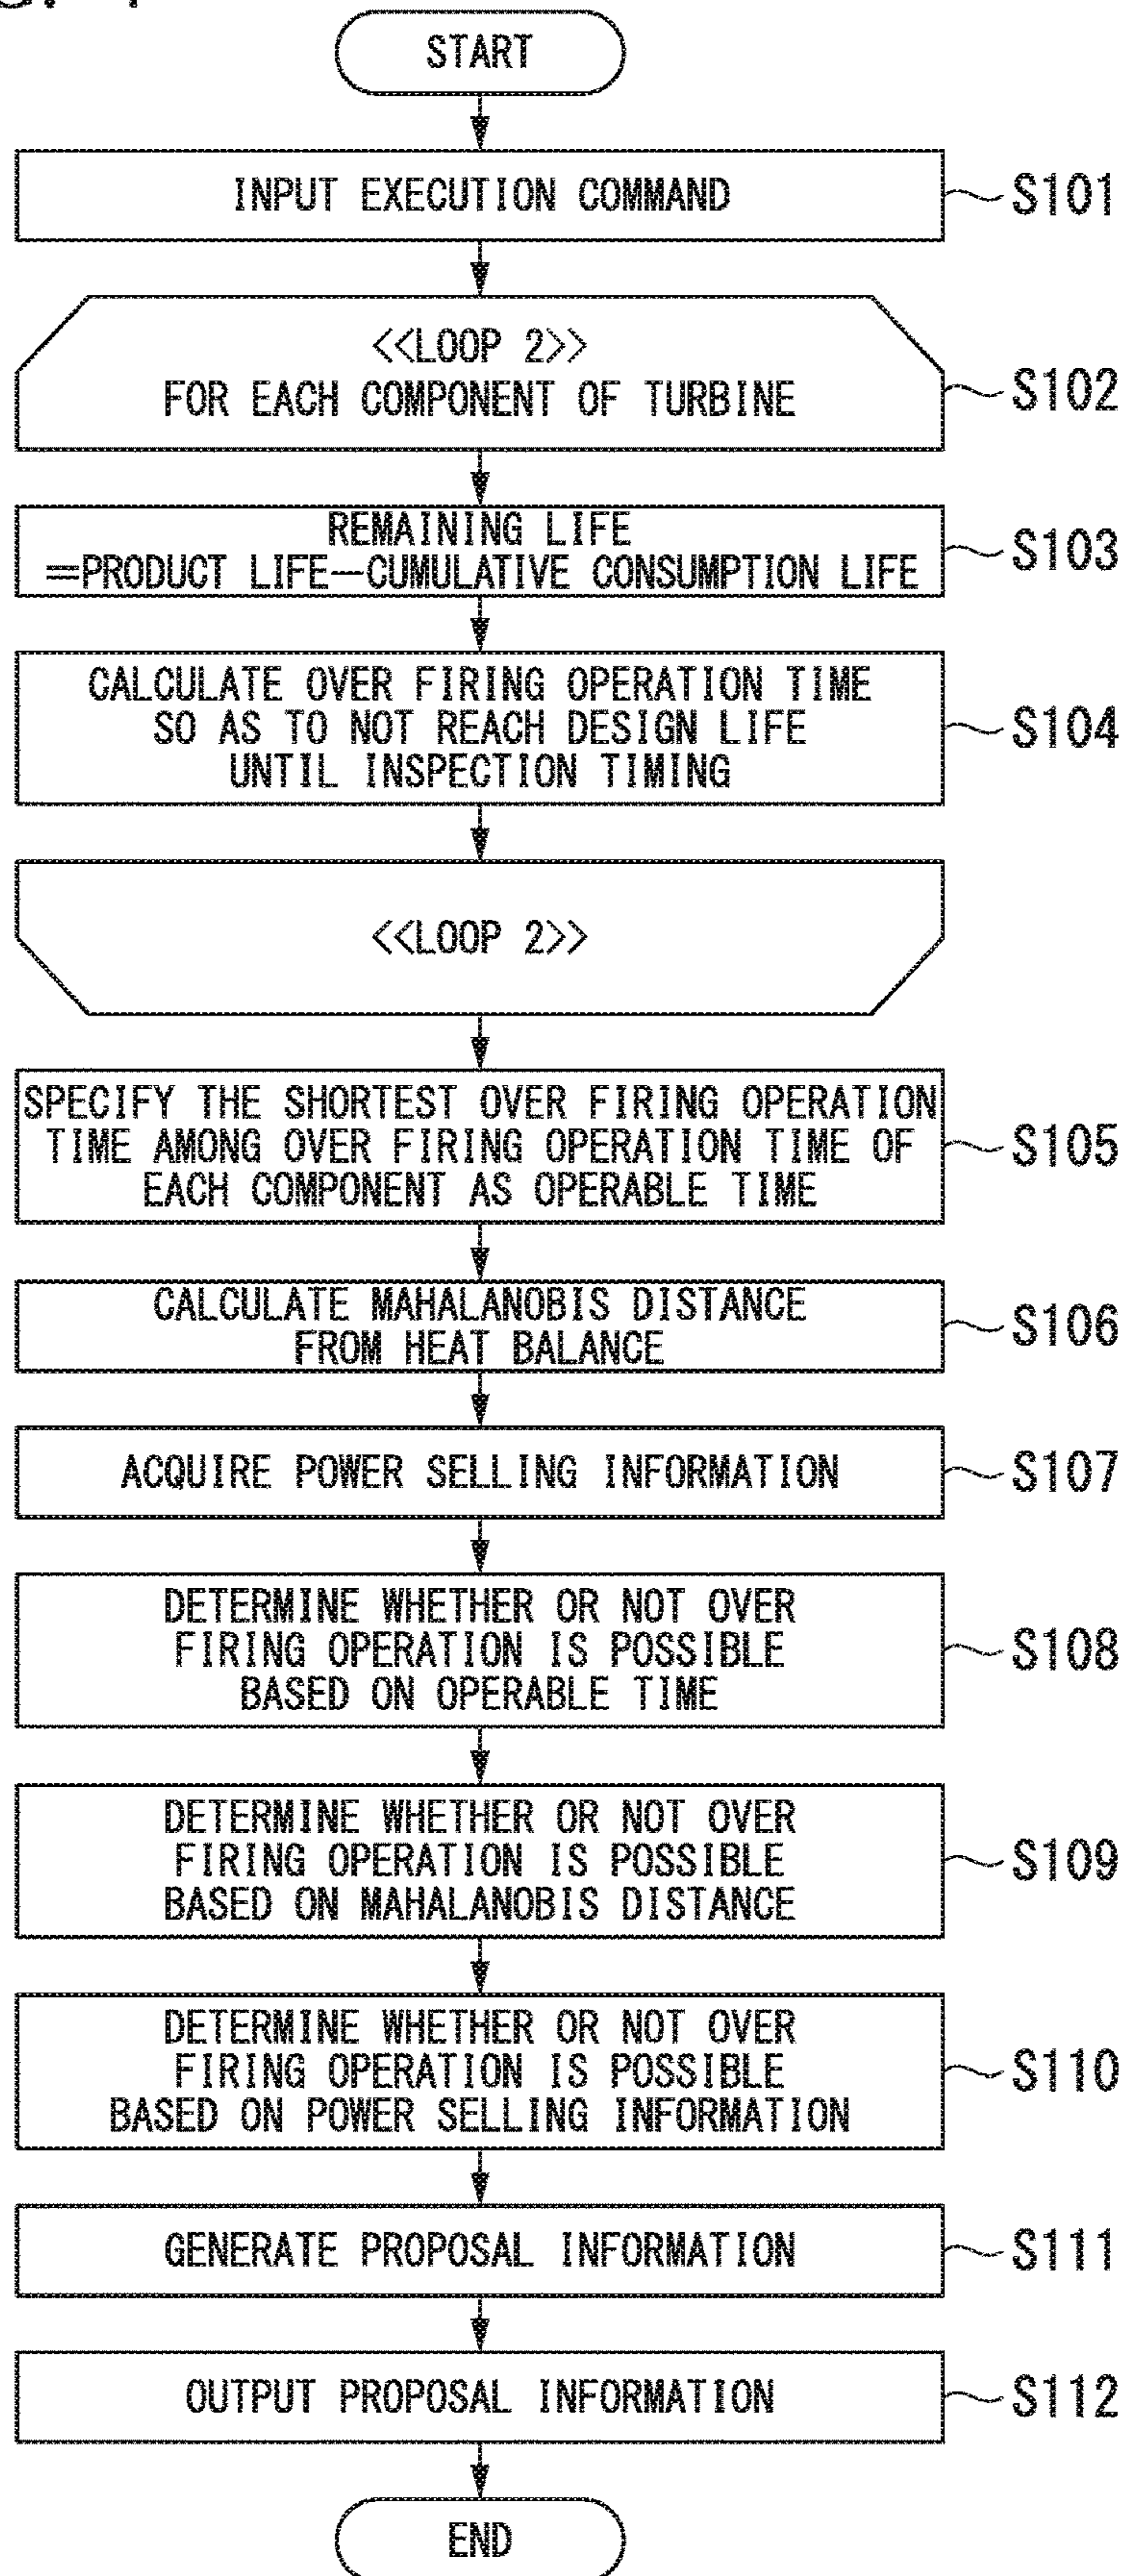 START
INPUT EXECUTION COMMAND
S101
<<LOOP 2>>
FOR EACH COMPONENT OF TURBINE
S102
REMAINING LIFE
=PRODUCT LIFE—CUMULATIVE CONSUMPTION LIFE
S103
CALCULATE OVER FIRING OPERATION TIME
SO AS TO NOT REACH DESIGN LIFE
UNTIL INSPECTION TIMING
S104
<<LOOP 2>>
SPECIFY THE SHORTEST OVER FIRING OPERATION
TIME AMONG OVER FIRING OPERATION TIME OF
EACH COMPONENT AS OPERABLE TIME
S105
CALCULATE MAHALANOBIS DISTANCE
FROM HEAT BALANCE
S106
ACQUIRE POWER SELLING INFORMATION
S107
DETERMINE WHETHER OR NOT OVER
FIRING OPERATION IS POSSIBLE
BASED ON OPERABLE TIME
S108
DETERMINE WHETHER OR NOT OVER
FIRING OPERATION IS POSSIBLE
BASED ON MAHALANOBIS DISTANCE
S109
DETERMINE WHETHER OR NOT OVER
FIRING OPERATION IS POSSIBLE
BASED ON POWER SELLING INFORMATION
S110
GENERATE PROPOSAL INFORMATION
S111
OUTPUT PROPOSAL INFORMATION
S112
END